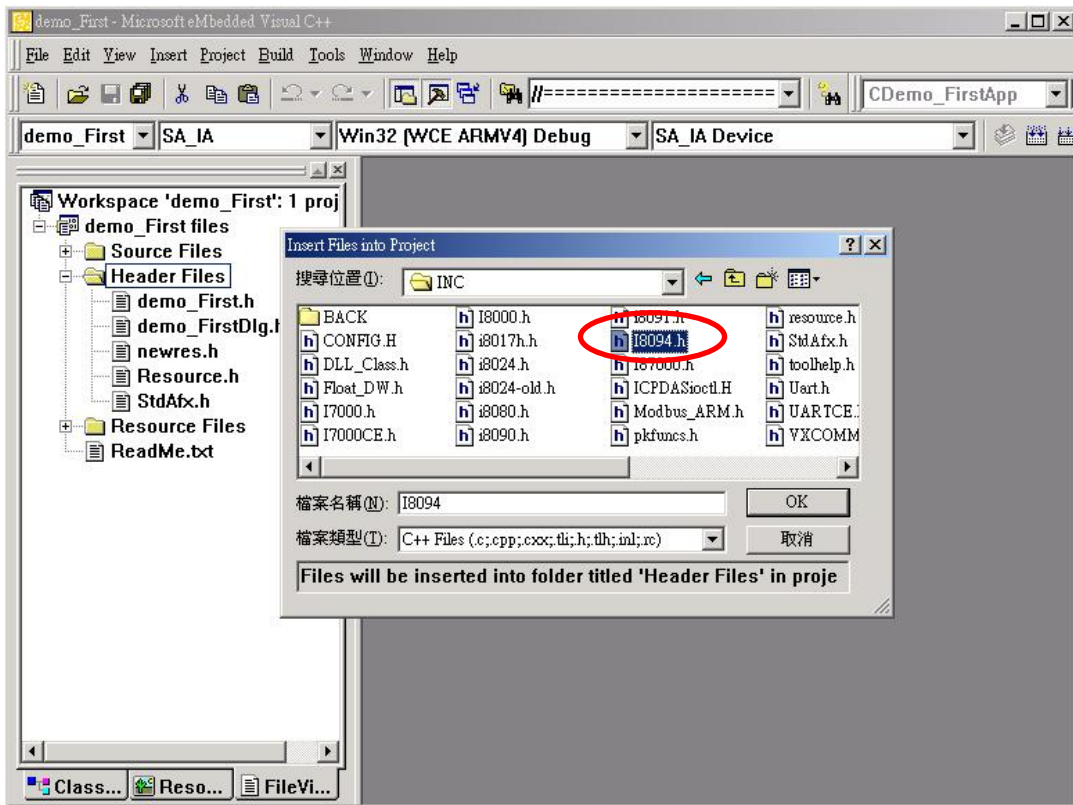 demo_First - Microsoft eMbedded Visual C++
File Edit View Insert Project Build Tools Window Help
//====================== CDemo_FirstApp
demo_First SA_IA Win32 (WCE ARMV4) Debug SA_IA Device
Workspace 'demo_First': 1 proj
demo_First files
Source Files
Header Files
demo_First.h
demo_FirstDlg.h
newres.h
Resource.h
StdAfx.h
Resource Files
ReadMe.txt
Class... Reso... FileVi...
Insert Files into Project
搜尋位置(I): INC
BACK I8000.h i8091.h resource.h
CONFIG.H i8017h.h I8094.h StdAfx.h
DLL_Class.h i8024.h I87000.h toolhelp.h
Float_DW.h i8024-old.h ICPDASioctl.H Uart.h
I7000.h i8080.h Modbus_ARM.h UARTCE.
I7000CE.h i8090.h pkfuncs.h VXCOMM
檔案名稱(N): I8094 OK
檔案類型(T): C++ Files (.c;.cpp;.cxx;.tli;.h;.tlh;.inl;.rc) 取消
Files will be inserted into folder titled 'Header Files' in proje